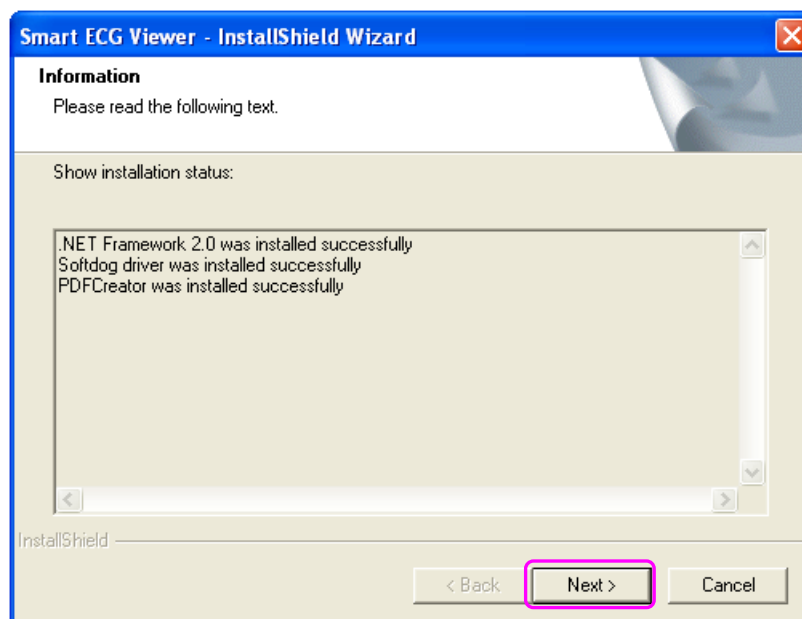 Smart ECG Viewer - InstallShield Wizard
Information
Please read the following text.
Show installation status:
.NET Framework 2.0 was installed successfully
Softdog driver was installed successfully
PDFCreator was installed successfully
InstallShield
< Back Next > Cancel